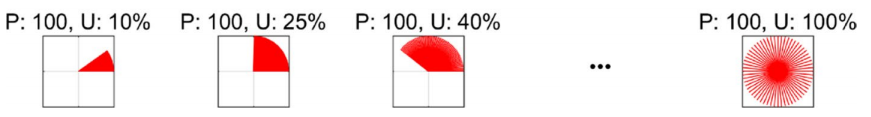 P: 100, U: 10%
P: 100, U: 25%
P: 100, U: 40%
...
P: 100, U: 100%